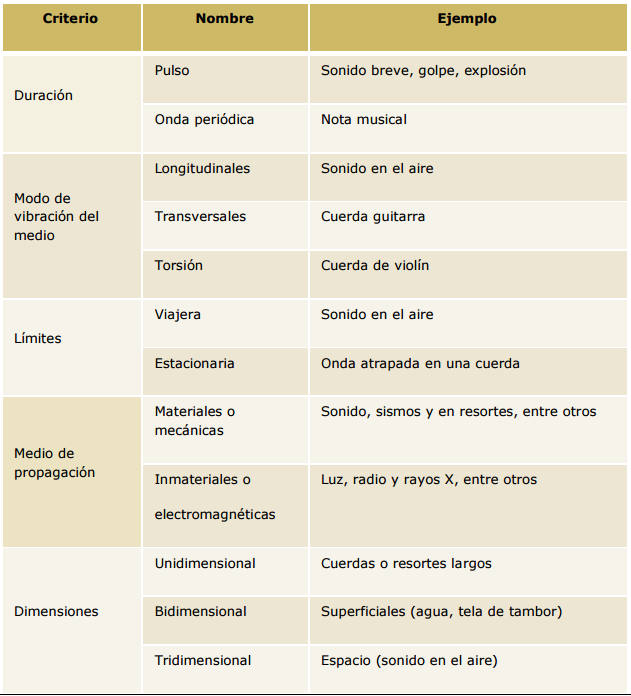 Criterio Nombre Ejemplo
Duración
Pulso Sonido breve, golpe, explosión
Onda periódica Nota musical
Modo de
vibración del
medio
Longitudinales Sonido en el aire
Transversales Cuerda guitarra
Torsión Cuerda de violín
Límites
Viajera Sonido en el aire
Estacionaria Onda atrapada en una cuerda
Medio de
propagación
Materiales o
mecánicas
Sonido, sismos y en resortes, entre otros
Inmateriales o
electromagnéticas
Luz, radio y rayos X, entre otros
Dimensiones
Unidimensional Cuerdas o resortes largos
Bidimensional Superficiales (agua, tela de tambor)
Tridimensional Espacio (sonido en el aire)